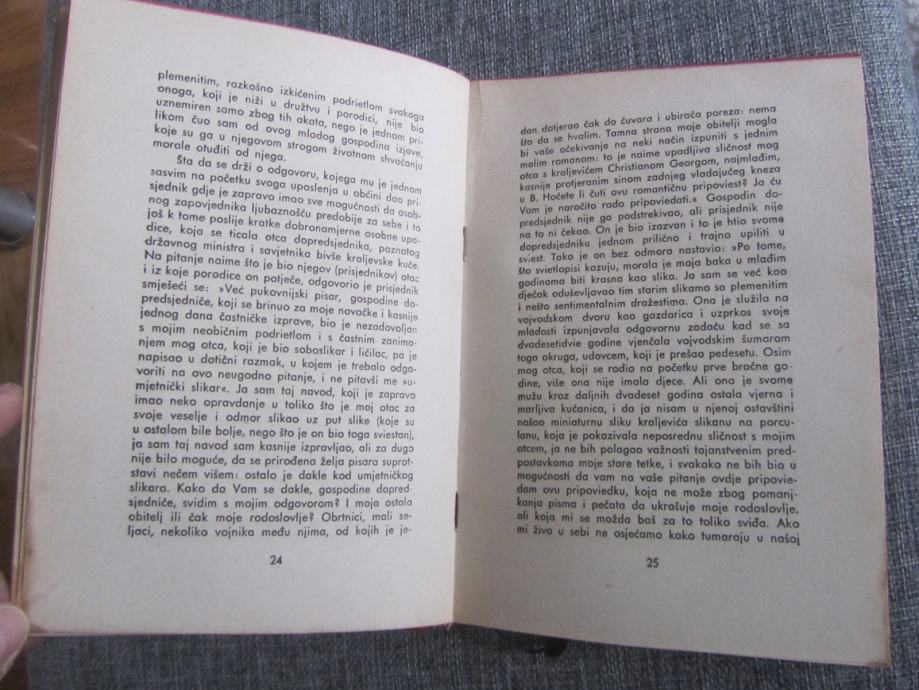 plemenitim, razkošno izkićenim podrietlom svakoga
onoga, koji je niži u družtvu i porodici, nije bio
uznemiren samo zbog tih akata, nego je jednom pri-
likom čuo sam od ovog mladog gospodina izjave,
koje su ga u njegovom strogom životnom shvaćanju
morale otuđiti od njega.
Šta da se drži o odgovoru, kojega mu je jednom
sasvim na početku svoga uposlenja u obćini dao pri-
sjednik gdje je zapravo imao sve mogućnosti da osob-
nog zapovjednika ljubaznošću predobije za sebe i to
još k tome poslije kratke dobronamjerne osobne upa-
dice, koja se ticala otca dopredsjednika, poznatog
državnog ministra i savjetnika bivše kraljevske kuće.
Na pitanje naime što je bio njegov (prisjednikov) otac
i iz koje porodice on potječe, odgovorio je prisjednik
smješeći se: »Već pukovnijski pisar, gospodine do-
predsjedniče, koji se brinuo za moje novačke i kasnije
jednog dana častničke izprave, bio je nezadovoljan
s mojim neobičnim podrietlom i s častnim zanima-
njem mog otca, koji je bio soboslikar i ličilac, pa je
napisao u dotični razmak, u kojem je trebalo odgo-
voriti na ovo neugodno pitanje, i ne pitavši me »u-
mjetnički slikar«. Ja sam taj navod, koji je zapravo
imao neko opravdanje u toliko što je moj otac za
svoje veselje i odmor slikao uz put slike (koje su
u ostalom bile bolje, nego što je on bio toga sviestan),
ja sam taj navod sam kasnije izpravljao, ali za dugo
nije bilo moguće, da se prirođena želja pisara suprot-
stavi nečem višem: ostalo je dakle kod umjetničkog
slikara. Kako da Vam se dakle, gospodine dopred-
sjedniče, svidim s mojim odgovorom? I moja ostala
obitelj ili čak moje rodoslovlje? Obrtnici, mali se-
ljaci, nekoliko vojnika među njima, od kojih je je-
24
dan dotjerao čak do čuvara i ubirača poreza: nema
što da se hvalim. Tamna strana moje obitelji mogla
bi vaše očekivanje na neki način izpuniti s jednim
malim romanom: to je naime upadljiva sličnost mog
otca s kraljevićem Christianom Georgom, najmlađim,
kasnije protjeranim sinom zadnjeg vladajućeg kneza
u B. Hoćete li čuti ovu romantičnu pripoviest? Ja ću
Vam je naročito rado pripoviedati.« Gospodin do-
predsjednik nije ga podstrekivao, ali prisjednik nije
na to ni čekao. On je bio izazvan i to je htio svome
dopredsjedniku jednom prilično i trajno upiliti u
sviest. Tako je on bez odmora nastavio: »Po tome,
što svietlopisi kazuju, morala je moja baka u mlađim
godinama biti krasna kao slika. Ja sam se već kao
dječak oduševljavao tim starim slikama sa plemenitim
i nešto sentimentalnim dražestima. Ona je služila na
vojvodskom dvoru kao gazdarica i uzprkos svoje
mladosti izpunjavala odgovornu zadaću kad se sa
dvadesetidvie godine vjenčala vojvodskim šumarom
toga okruga, udovcem, koji je prešao pedesetu. Osim
mog otca, koji se rodio na početku prve bračne go-
dine, više ona nije imala djece. Ali ona je svome
mužu kroz daljnih dvadeset godina ostala vjerna i
marljiva kućanica, i da ja nisam u njenoj ostavštini
našao miniaturnu sliku kraljevića slikanu na porcu-
lanu, koja je pokazivala neposrednu sličnost s mojim
otcem, ja ne bih polagao važnosti tajanstvenim pred-
postavkama moje stare tetke, i svakako ne bih bio u
mogućnosti da vam na vaše pitanje ovdje pripovie-
dam ovu pripoviedku, koja ne može zbog pomanj-
kanja pisma i pečata da ukrašuje moje rodoslovlje,
ali koja mi se možda baš za to toliko sviđa. Ako
mi živo u sebi ne osjećamo kako tumaraju u našoj
25